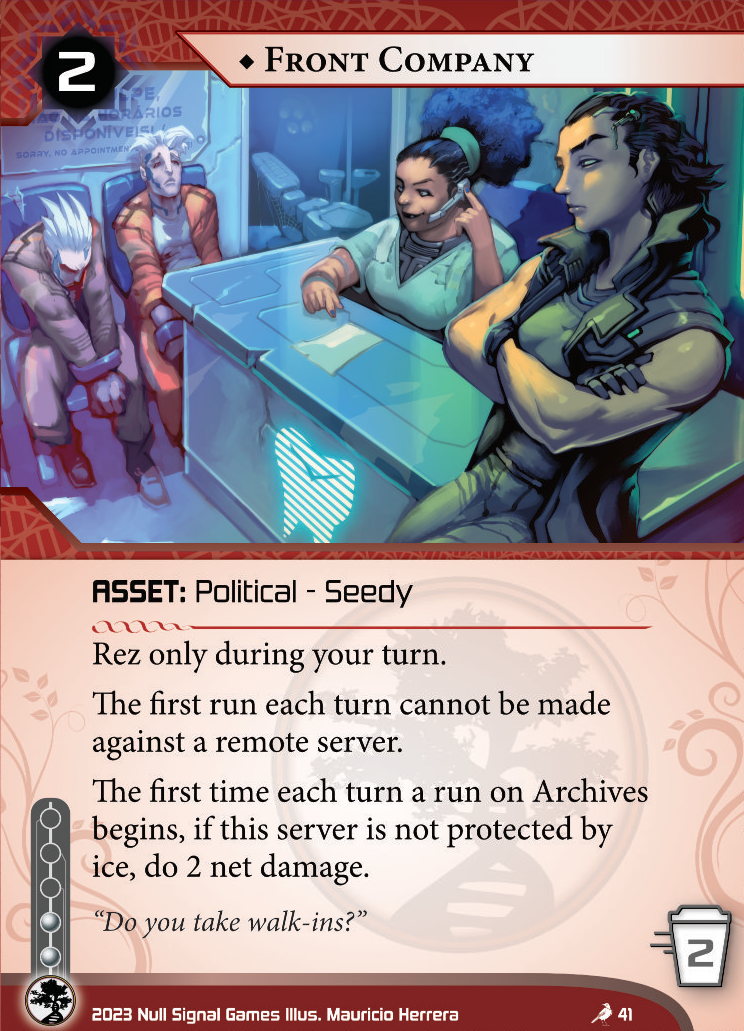 2
◆ Front Company
HORÁRIOS
DISPONÍVEIS!
SORRY, NO APPOINTMEN
ASSET: Political - Seedy
Rez only during your turn.
The first run each turn cannot be made
against a remote server.
The first time each turn a run on Archives
begins, if this server is not protected by
ice, do 2 net damage.
“Do you take walk-ins?”
2
2023 Null Signal Games Illus. Mauricio Herrera
41